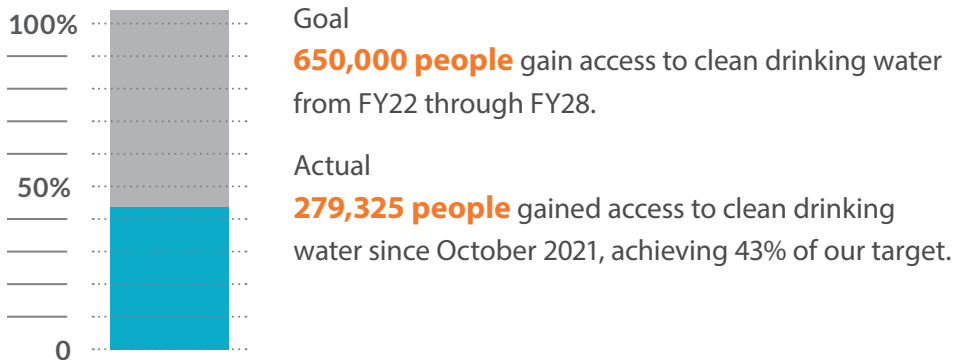 100%
50%
0
Goal
650,000 people gain access to clean drinking water
from FY22 through FY28.
Actual
279,325 people gained access to clean drinking
water since October 2021, achieving 43% of our target.